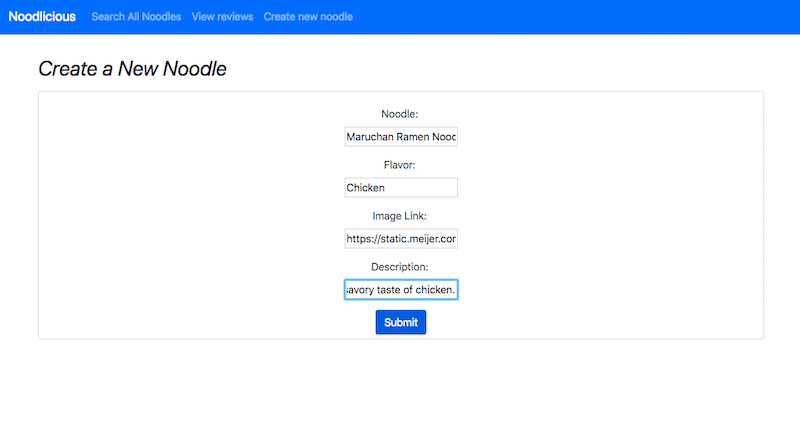 Noodlicious Search All Noodles View reviews Create new noodle
Create a New Noodle
Noodle:
Maruchan Ramen Nooc
Flavor:
Chicken
Image Link:
https://static.meijer.cor
Description:
savory taste of chicken.
Submit